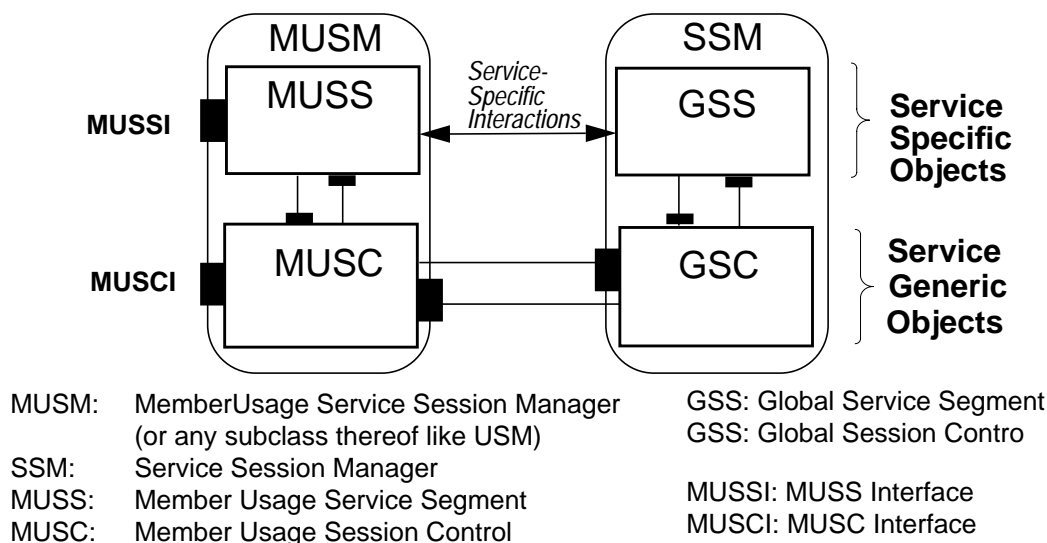 MUSM
SSM
MUSS
Service-
Specific
Interactions
GSS
MUSSI
Service
Specific
Objects
MUSC
GSC
MUSCI
Service
Generic
Objects
MUSM: MemberUsage Service Session Manager
(or any subclass thereof like USM)
SSM: Service Session Manager
MUSS: Member Usage Service Segment
MUSC: Member Usage Session Control
GSS: Global Service Segment
GSS: Global Session Contro
MUSSI: MUSS Interface
MUSCI: MUSC Interface